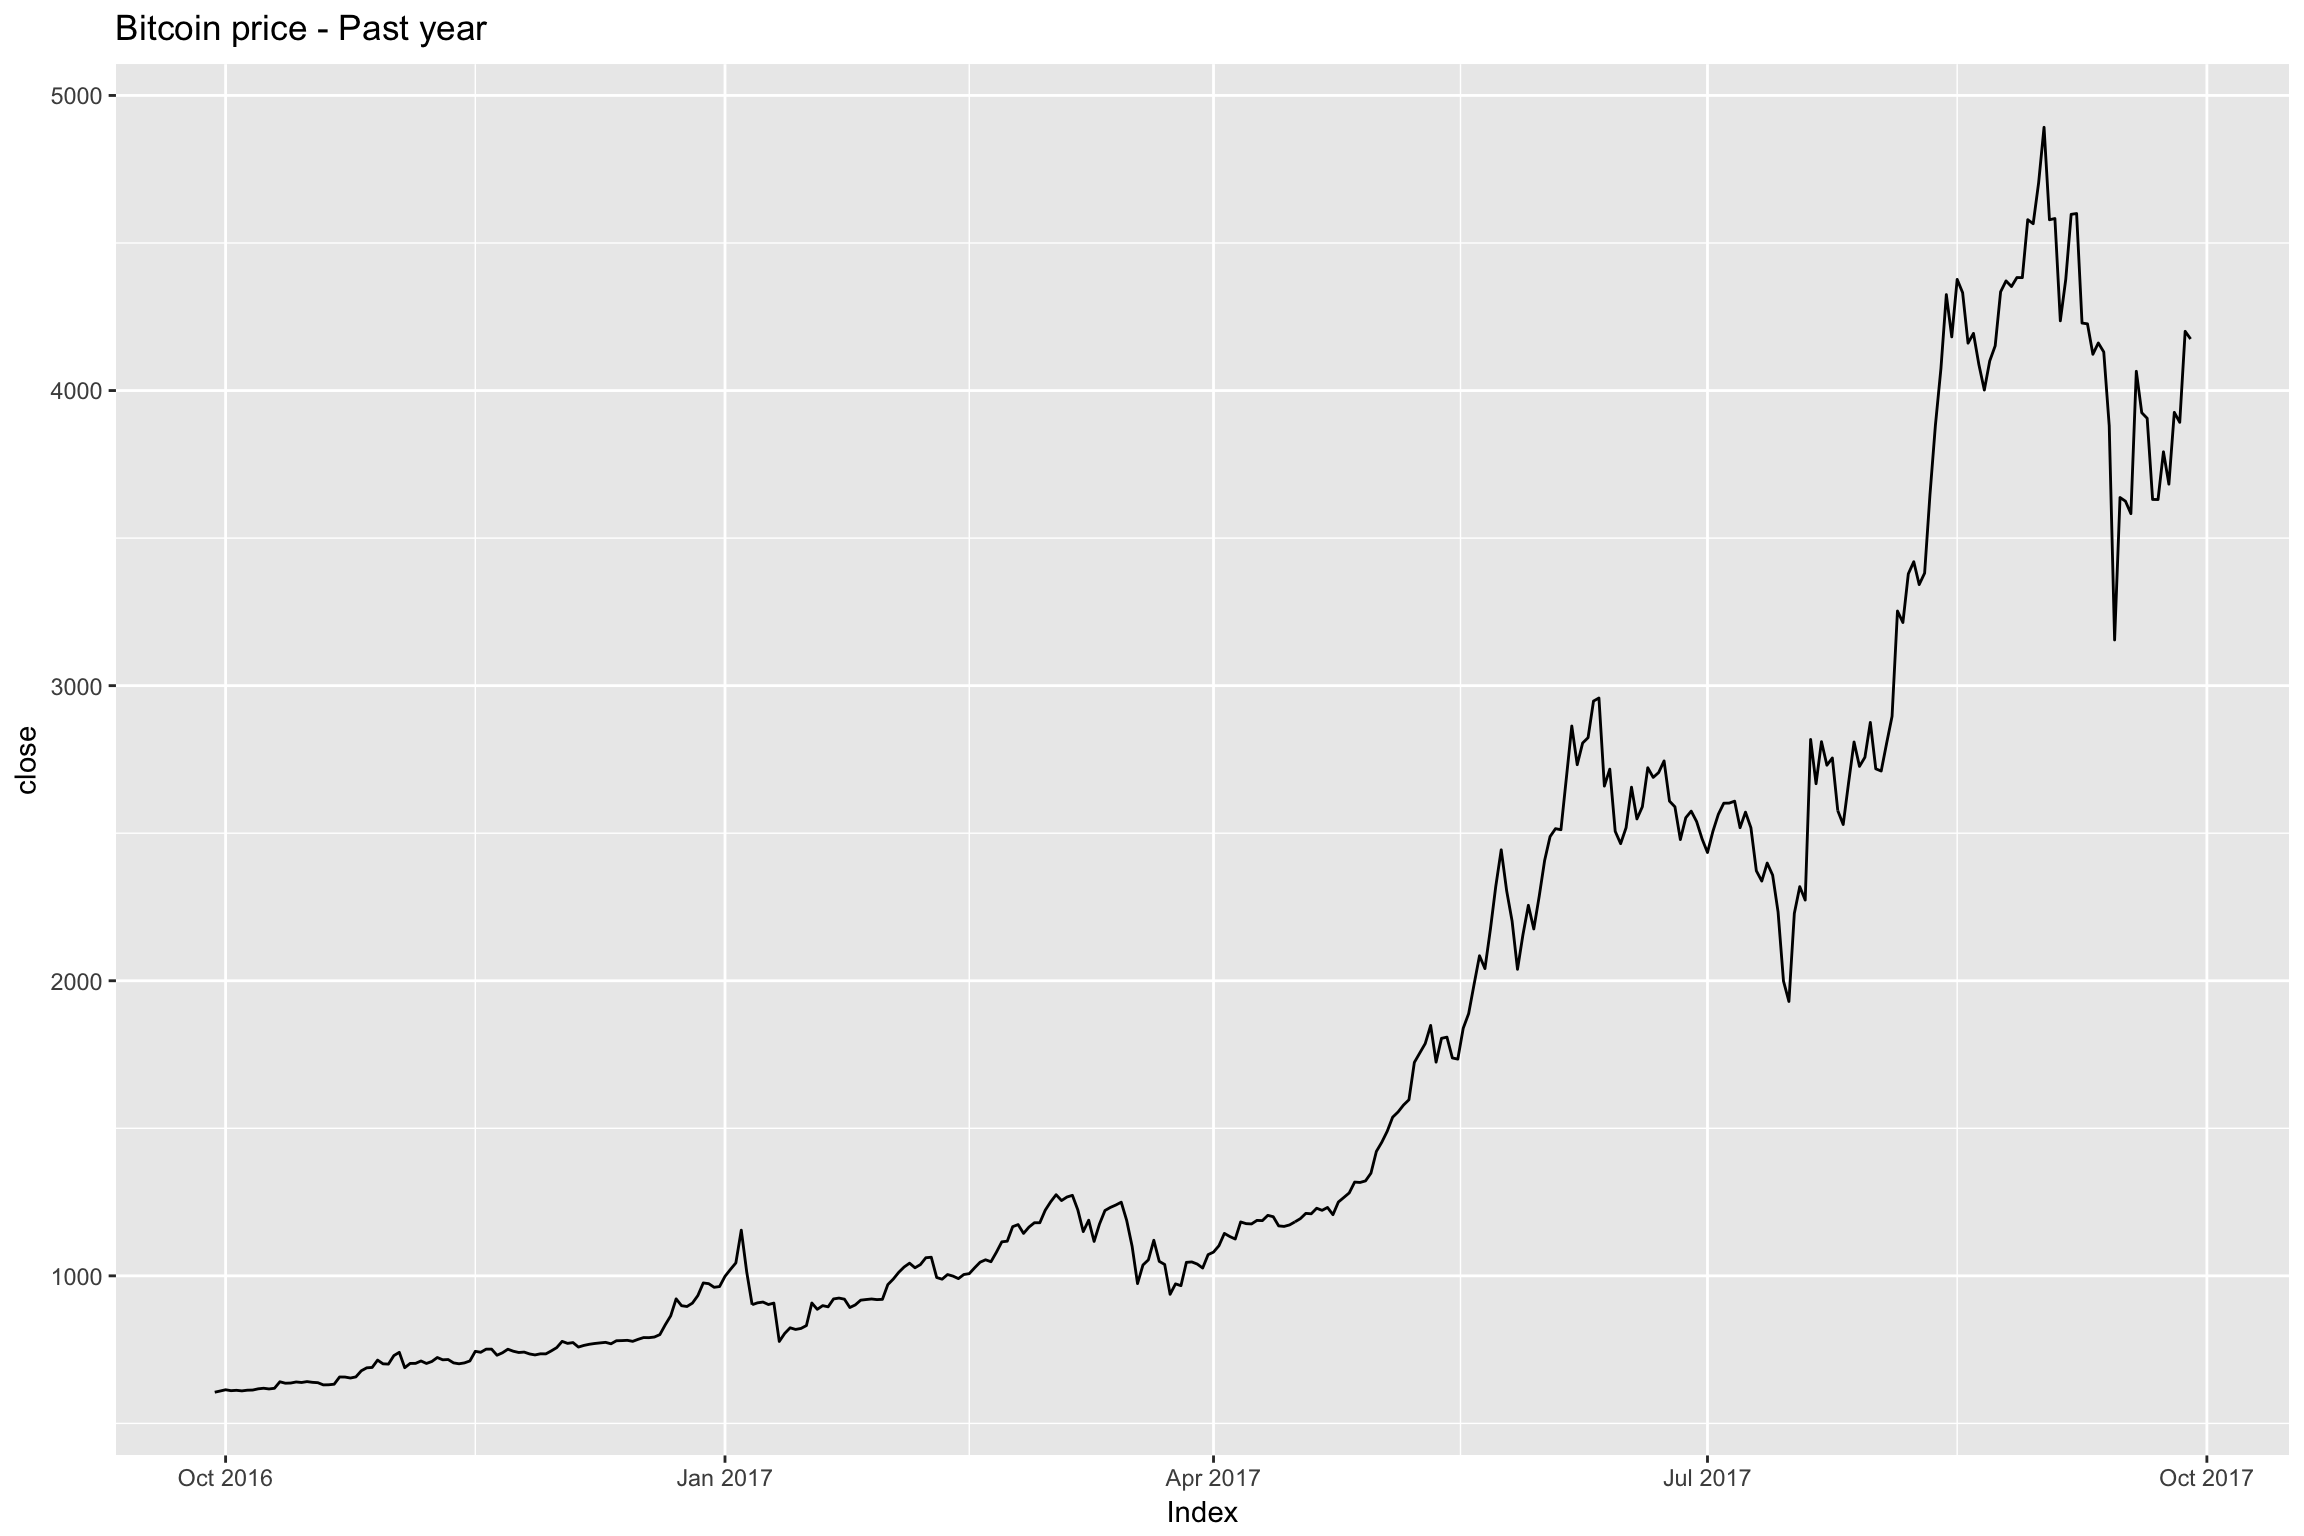 Bitcoin price - Past year
5000
4000
3000
2000
1000
close
Oct 2016
Jan 2017
Apr 2017
Jul 2017
Oct 2017
Index